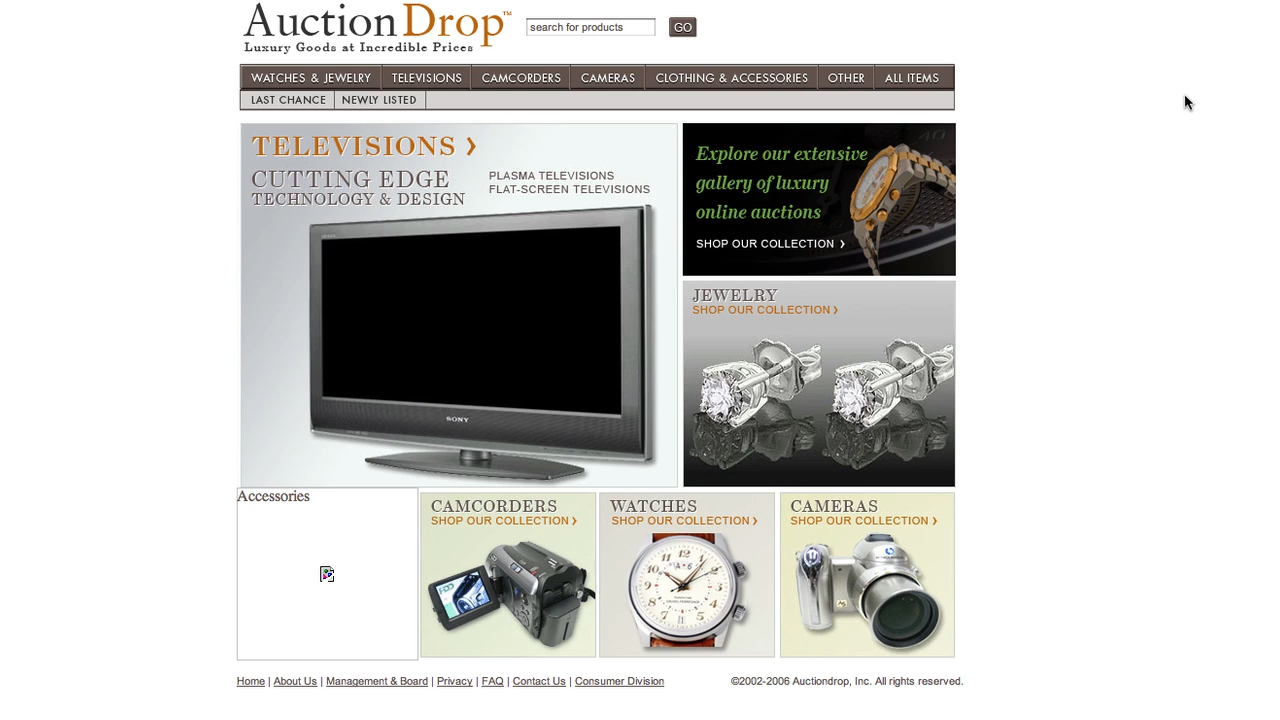 Auction Drop™
Luxury Goods at Incredible Prices
search for products
GO
WATCHES & JEWELRY
TELEVISIONS
CAMCORDERS
CAMERAS
CLOTHING & ACCESSORIES
OTHER
ALL ITEMS
LAST CHANCE
NEWLY LISTED
TELEVISIONS ❯
CUTTING EDGE
TECHNOLOGY & DESIGN
PLASMA TELEVISIONS
FLAT-SCREEN TELEVISIONS
SONY
Explore our extensive
gallery of luxury
online auctions
SHOP OUR COLLECTION ❯
JEWELRY
SHOP OUR COLLECTION ❯
Accessories
CAMCORDERS
SHOP OUR COLLECTION ❯
WATCHES
SHOP OUR COLLECTION ❯
CAMERAS
SHOP OUR COLLECTION ❯
Home | About Us | Management & Board | Privacy | FAQ | Contact Us | Consumer Division
©2002-2006 Auctiondrop, Inc. All rights reserved.